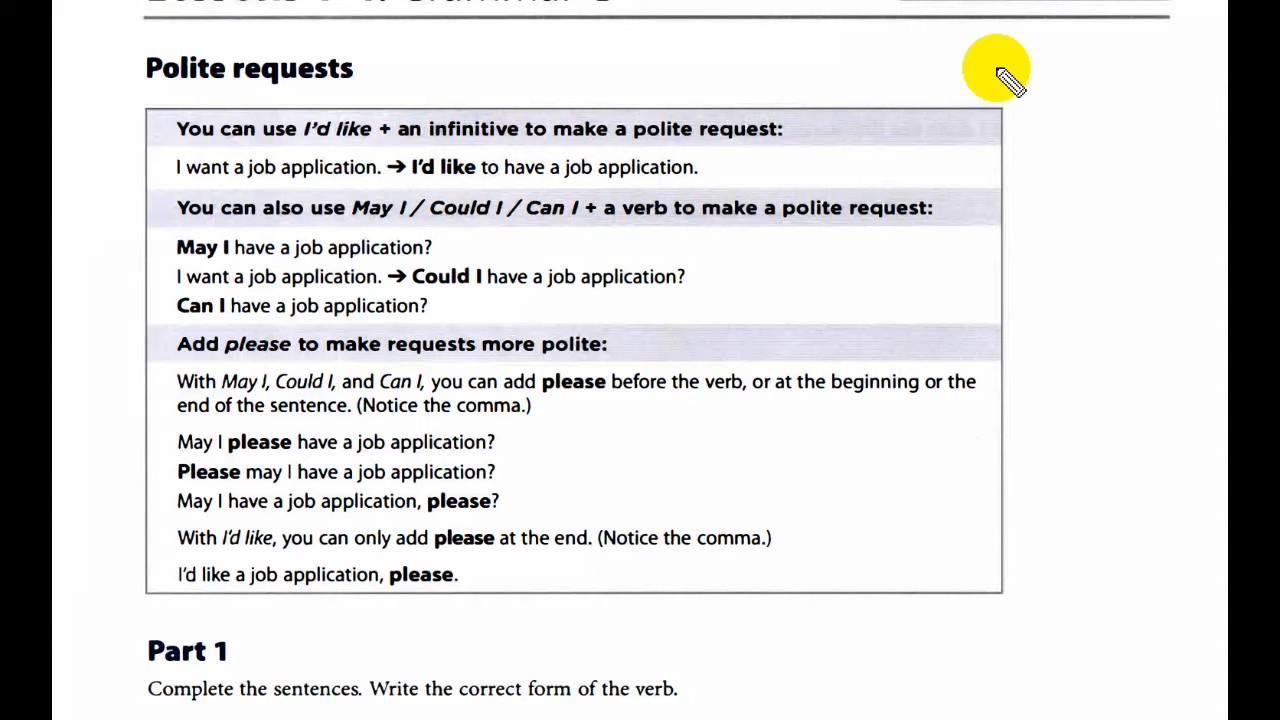 Polite requests
You can use I'd like + an infinitive to make a polite request:
I want a job application. → I'd like to have a job application.
You can also use May I / Could I / Can I + a verb to make a polite request:
May I have a job application?
I want a job application. → Could I have a job application?
Can I have a job application?
Add please to make requests more polite:
With May I, Could I, and Can I, you can add please before the verb, or at the beginning or the
end of the sentence. (Notice the comma.)
May I please have a job application?
Please may I have a job application?
May I have a job application, please?
With I'd like, you can only add please at the end. (Notice the comma.)
I'd like a job application, please.
Part 1
Complete the sentences. Write the correct form of the verb.